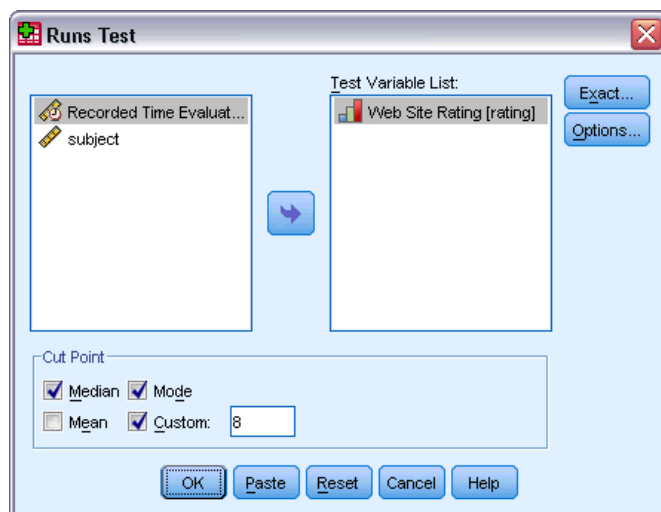 Runs Test
Test Variable List:
Recorded Time Evaluat...
subject
Web Site Rating [rating]
Exact...
Options...
Cut Point
Median
Mode
Mean
Custom:
8
OK
Paste
Reset
Cancel
Help